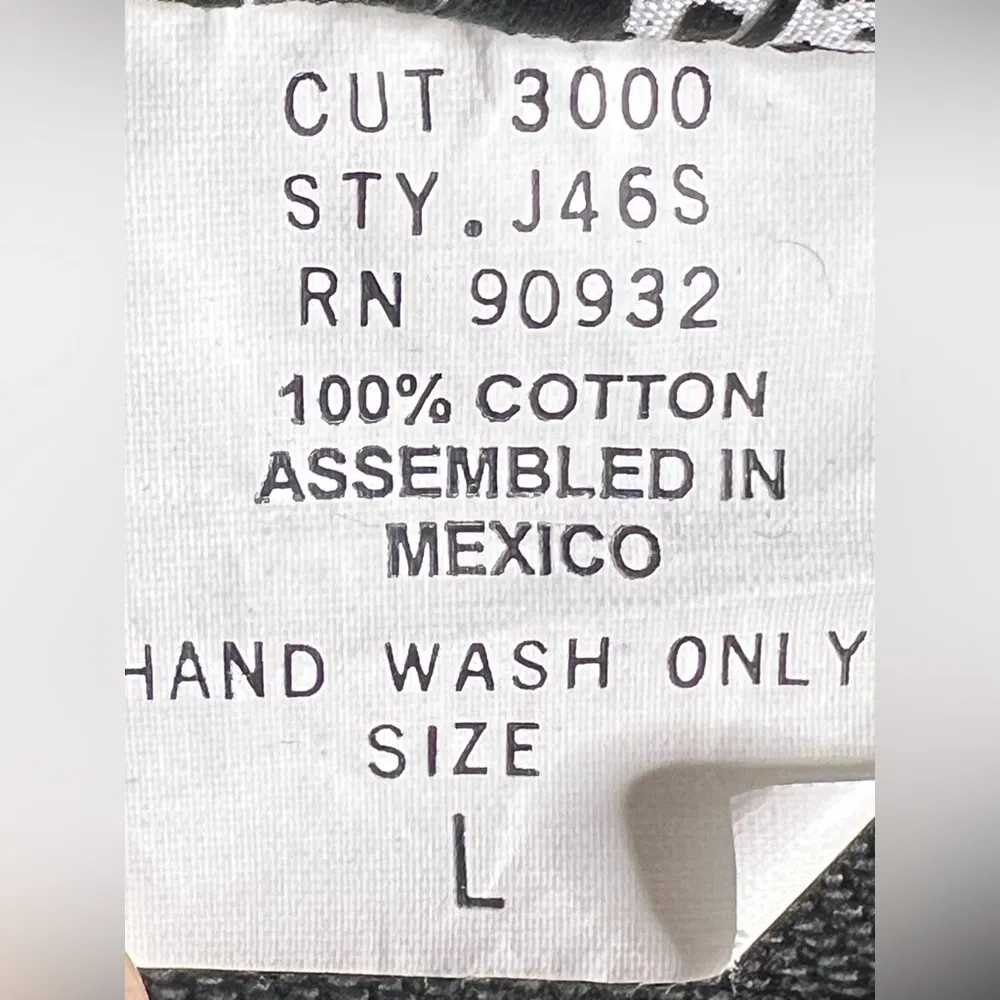 CUT 3000
STY. J46S
RN 90932
100% COTTON
ASSEMBLED IN
MEXICO
HAND WASH ONLY
SIZE
L